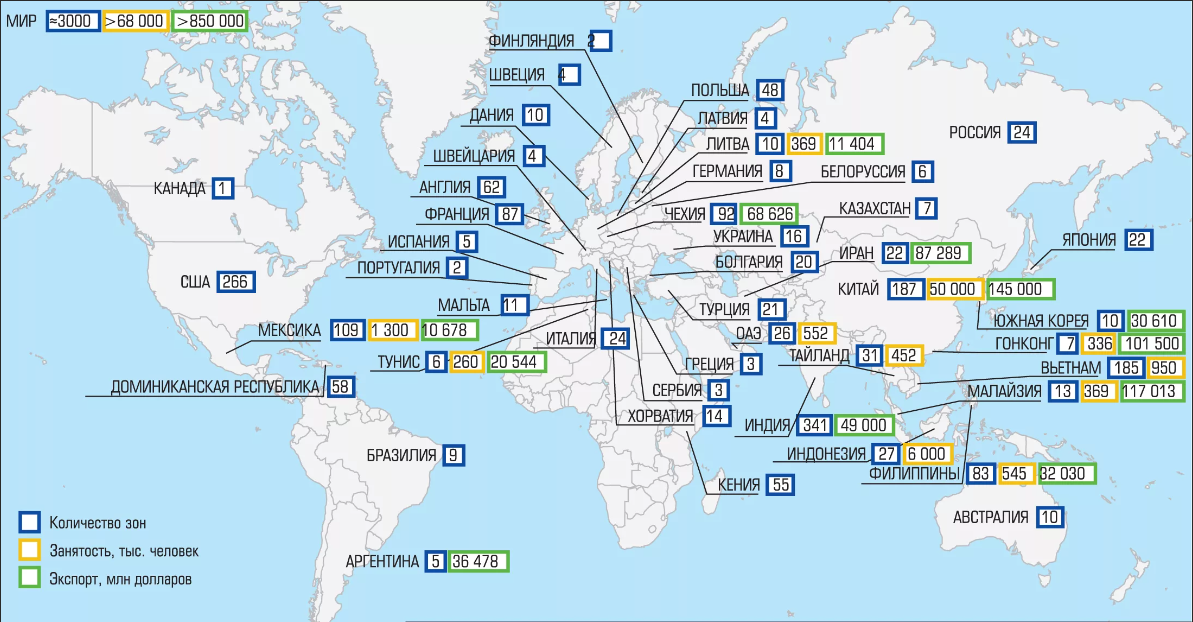 МИР ≈3000 >68 000 >850 000
ФИНЛЯНДИЯ 2
ШВЕЦИЯ 4
ДАНИЯ 10
ШВЕЙЦАРИЯ 4
АНГЛИЯ 62
ФРАНЦИЯ 87
ИСПАНИЯ 5
ПОРТУГАЛИЯ 2
МАЛЬТА 11
КАНАДА 1
США 266
МЕКСИКА 109 1 300 10 678
ТУНИС 6 260 20 544
ДОМИНИКАНСКАЯ РЕСПУБЛИКА 58
БРАЗИЛИЯ 9
АРГЕНТИНА 5 36 478
ПОЛЬША 48
ЛАТВИЯ 4
ЛИТВА 10 369 11 404
ГЕРМАНИЯ 8
БЕЛОРУССИЯ 6
РОССИЯ 24
ЧЕХИЯ 92 68 626
КАЗАХСТАН 7
УКРАИНА 16
БОЛГАРИЯ 20
ИРАН 22 87 289
ЯПОНИЯ 22
КИТАЙ 187 50 000 145 000
ТУРЦИЯ 21
ЮЖНАЯ КОРЕЯ 10 30 610
ОАЭ 26 552
ГОНКОНГ 7 336 101 500
ИТАЛИЯ 24
ТАЙЛАНД 31 452
ВЬЕТНАМ 185 950
ГРЕЦИЯ 3
МАЛАЙЗИЯ 13 369 117 013
СЕРБИЯ 3
ХОРВАТИЯ 14
ИНДИЯ 341 49 000
ИНДОНЕЗИЯ 27 6 000
ФИЛИППИНЫ 83 545 32 030
КЕНИЯ 55
АВСТРАЛИЯ 10
Количество зон
Занятость, тыс. человек
Экспорт, млн долларов